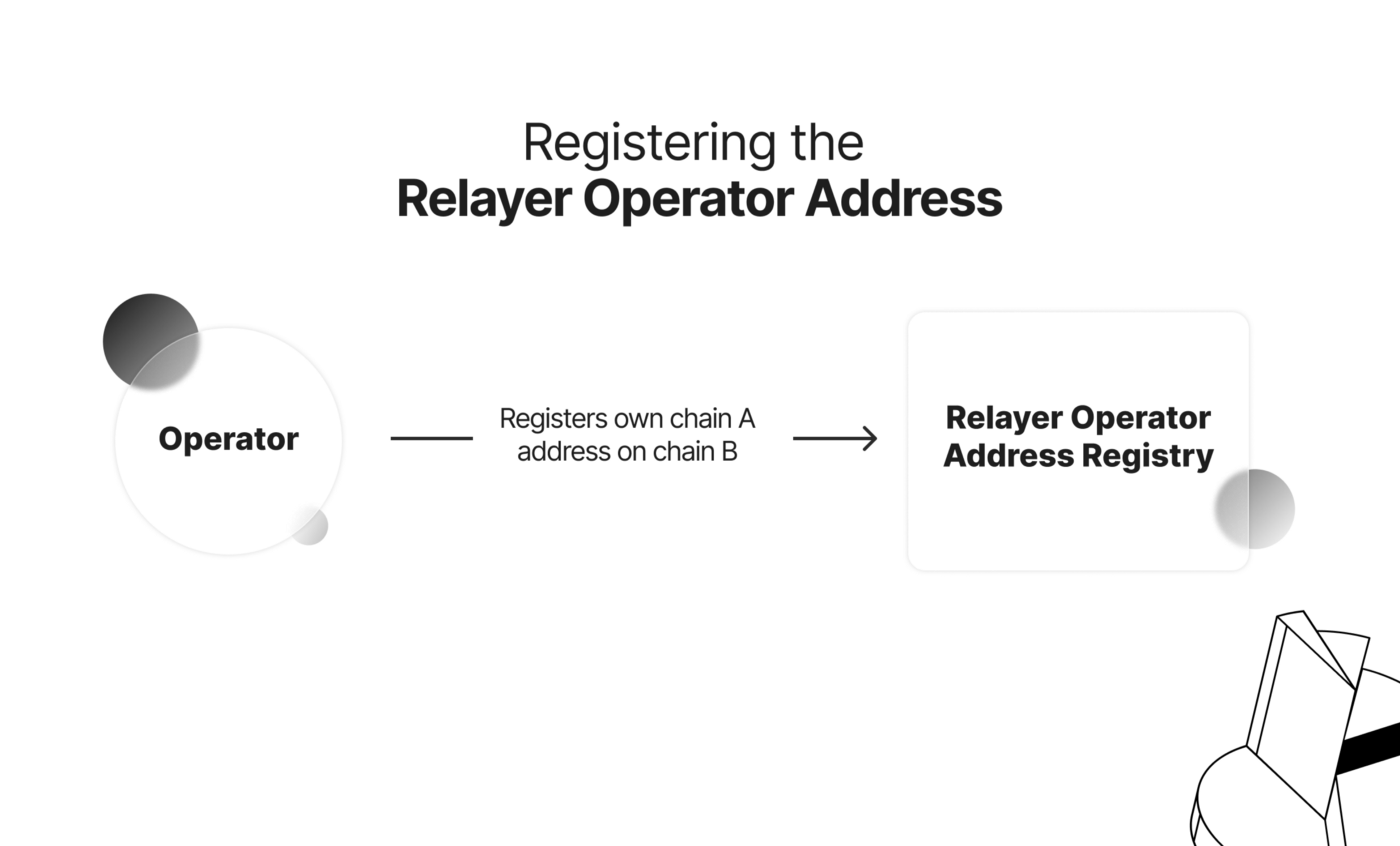 Registering the
Relayer Operator Address
Operator
Registers own chain A
address on chain B
Relayer Operator
Address Registry